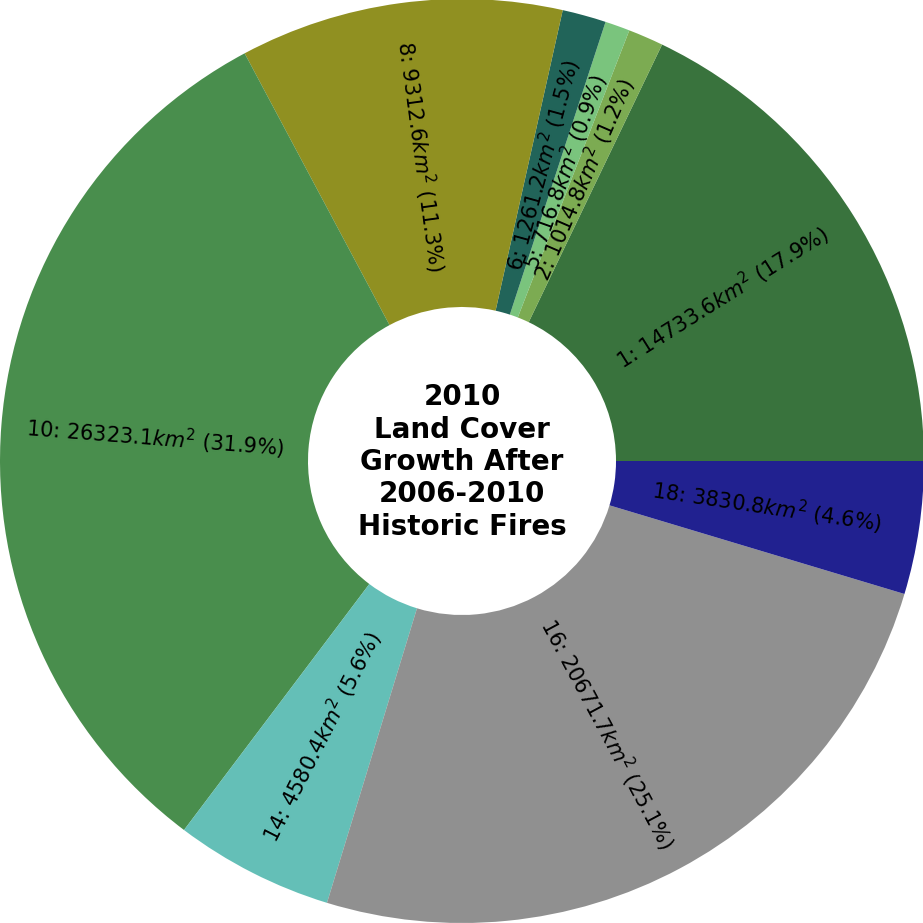 2010
Land Cover
Growth After
2006-2010
Historic Fires
1: 14733.6km² (17.9%)
2: 1014.8km² (1.2%)
5: 716.8km² (0.9%)
6: 1261.2km² (1.5%)
8: 9312.6km² (11.3%)
10: 26323.1km² (31.9%)
14: 4580.4km² (5.6%)
16: 20671.7km² (25.1%)
18: 3830.8km² (4.6%)